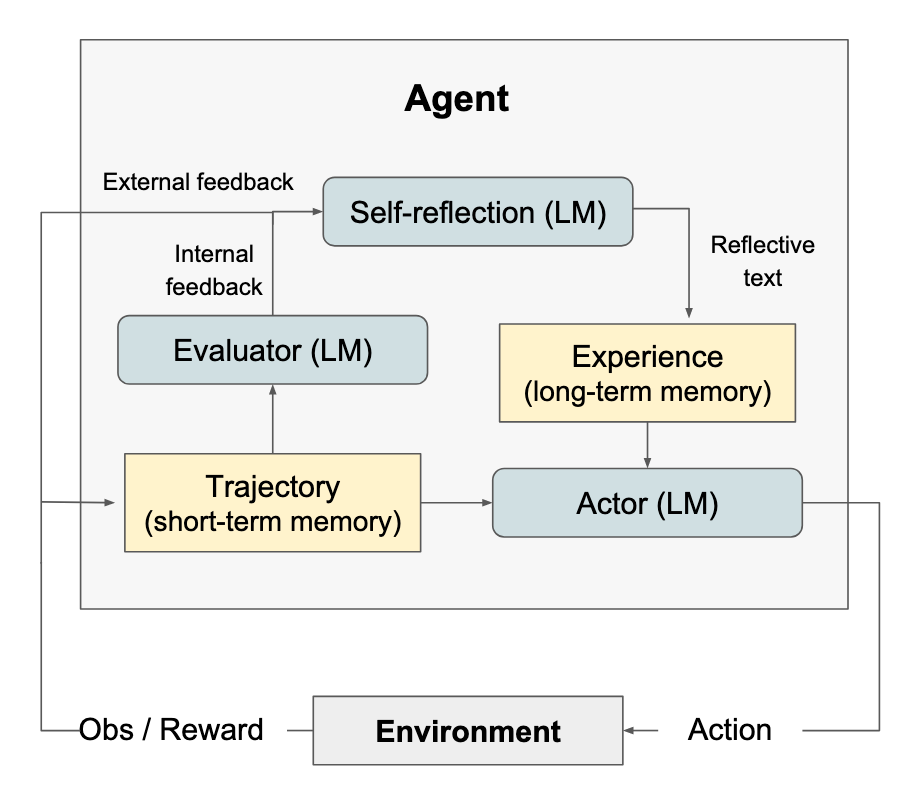 Agent
External feedback
Self-reflection (LM)
Internal
feedback
Reflective
text
Evaluator (LM)
Experience
(long-term memory)
Trajectory
(short-term memory)
Actor (LM)
Obs / Reward
Environment
Action